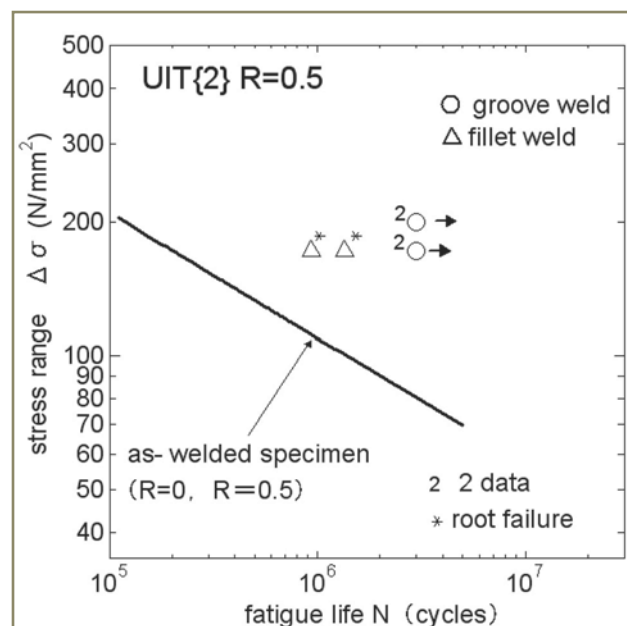 UIT{2} R=0.5
○ groove weld
△ fillet weld
500
400
300
200
100
90
80
70
60
50
40
stress range Δσ (N/mm²)
2
2
* *
as-welded specimen
(R=0, R=0.5)
2 2 data
* root failure
10⁵ 10⁶ 10⁷
fatigue life N (cycles)